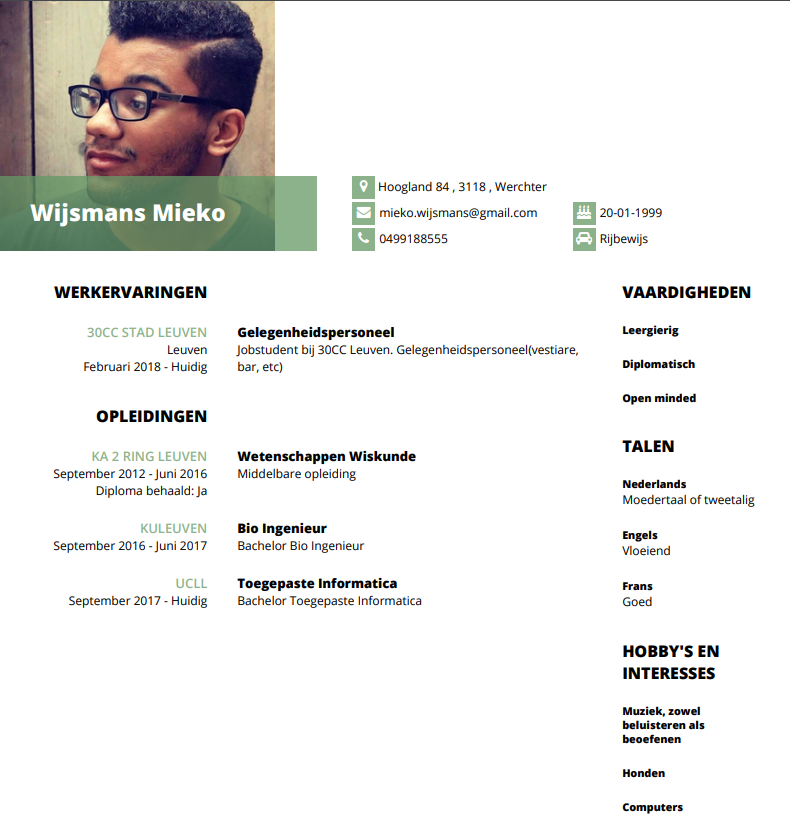 Wijsmans Mieko
Hoogland 84 , 3118 , Werchter
mieko.wijsmans@gmail.com
20-01-1999
0499188555
Rijbewijs
WERKERVARINGEN
30CC STAD LEUVEN
Leuven
Februari 2018 - Huidig
Gelegenheidspersoneel
Jobstudent bij 30CC Leuven. Gelegenheidspersoneel(vestiare,
bar, etc)
OPLEIDINGEN
KA 2 RING LEUVEN
September 2012 - Juni 2016
Diploma behaald: Ja
Wetenschappen Wiskunde
Middelbare opleiding
KULEUVEN
September 2016 - Juni 2017
Bio Ingenieur
Bachelor Bio Ingenieur
UCLL
September 2017 - Huidig
Toegepaste Informatica
Bachelor Toegepaste Informatica
VAARDIGHEDEN
Leergierig
Diplomatisch
Open minded
TALEN
Nederlands
Moedertaal of tweetalig
Engels
Vloeiend
Frans
Goed
HOBBY'S EN
INTERESSES
Muziek, zowel
beluisteren als
beoefenen
Honden
Computers